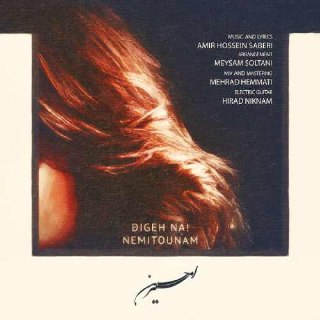 MUSIC AND LYRICS
AMIR HOSSEIN SABERI
ARRANGEMENT
MEYSAM SOLTANI
MIX AND MASTERING
MEHRAD HEMMATI
ELECTRIC GUITAR
HIRAD NIKNAM
DIGEH NA!
NEMITOUNAM